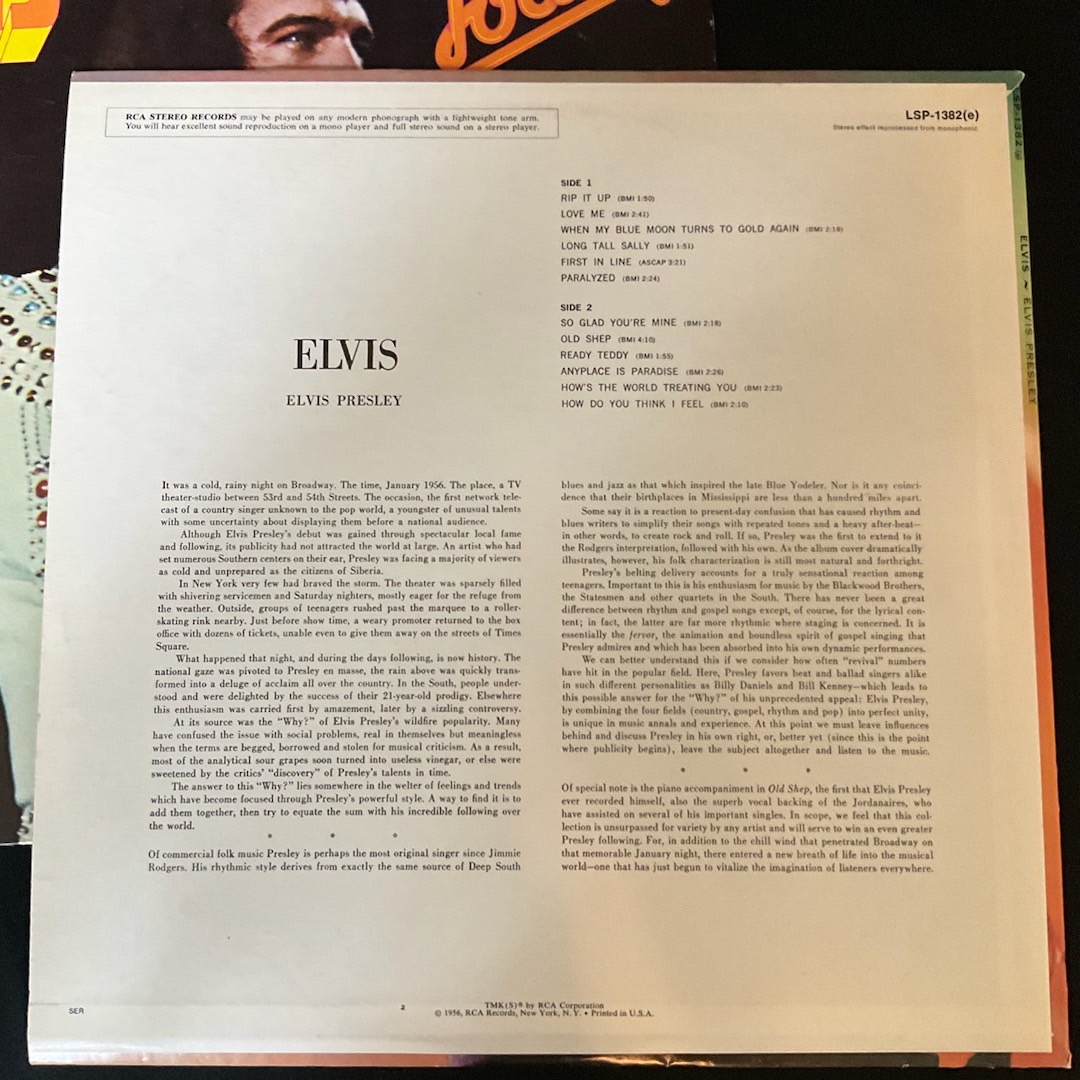 RCA STEREO RECORDS may be played on any modern phonograph with a lightweight tone arm.
You will hear excellent sound reproduction on a mono player and full stereo sound on a stereo player.
LSP-1382(e)
Stereo effect reprocessed from monophonic
SIDE 1
RIP IT UP (BMI 1:50)
LOVE ME (BMI 2:41)
WHEN MY BLUE MOON TURNS TO GOLD AGAIN (BMI 2:18)
LONG TALL SALLY (BMI 1:51)
FIRST IN LINE (ASCAP 3:21)
PARALYZED (BMI 2:24)
SIDE 2
SO GLAD YOU'RE MINE (BMI 2:18)
OLD SHEP (BMI 4:10)
READY TEDDY (BMI 1:55)
ANYPLACE IS PARADISE (BMI 2:26)
HOW'S THE WORLD TREATING YOU (BMI 2:23)
HOW DO YOU THINK I FEEL (BMI 2:10)
ELVIS
ELVIS PRESLEY
It was a cold, rainy night on Broadway. The time, January 1956. The place, a TV
theater-studio between 53rd and 54th Streets. The occasion, the first network tele-
cast of a country singer unknown to the pop world, a youngster of unusual talents
with some uncertainty about displaying them before a national audience.
Although Elvis Presley's debut was gained through spectacular local fame
and following, its publicity had not attracted the world at large. An artist who had
set numerous Southern centers on their ear, Presley was facing a majority of viewers
as cold and unprepared as the citizens of Siberia.
In New York very few had braved the storm. The theater was sparsely filled
with shivering servicemen and Saturday nighters, mostly eager for the refuge from
the weather. Outside, groups of teenagers rushed past the marquee to a roller-
skating rink nearby. Just before show time, a weary promoter returned to the box
office with dozens of tickets, unable even to give them away on the streets of Times
Square.
What happened that night, and during the days following, is now history. The
national gaze was pivoted to Presley en masse, the rain above was quickly trans-
formed into a deluge of acclaim all over the country. In the South, people under-
stood and were delighted by the success of their 21-year-old prodigy. Elsewhere
this enthusiasm was carried first by amazement, later by a sizzling controversy.
At its source was the "Why?" of Elvis Presley's wildfire popularity. Many
have confused the issue with social problems, real in themselves but meaningless
when the terms are begged, borrowed and stolen for musical criticism. As a result,
most of the analytical sour grapes soon turned into useless vinegar, or else were
sweetened by the critics' "discovery" of Presley's talents in time.
The answer to this "Why?" lies somewhere in the welter of feelings and trends
which have become focused through Presley's powerful style. A way to find it is to
add them together, then try to equate the sum with his incredible following over
the world.
* * *
Of commercial folk music Presley is perhaps the most original singer since Jimmie
Rodgers. His rhythmic style derives from exactly the same source of Deep South
blues and jazz as that which inspired the late Blue Yodeler. Nor is it any coinci-
dence that their birthplaces in Mississippi are less than a hundred miles apart.
Some say it is a reaction to present-day confusion that has caused rhythm and
blues writers to simplify their songs with repeated tones and a heavy after-beat—
in other words, to create rock and roll. If so, Presley was the first to extend to it
the Rodgers interpretation, followed with his own. As the album cover dramatically
illustrates, however, his folk characterization is still most natural and forthright.
Presley's belting delivery accounts for a truly sensational reaction among
teenagers. Important to this is his enthusiasm for music by the Blackwood Brothers,
the Statesmen and other quartets in the South. There has never been a great
difference between rhythm and gospel songs except, of course, for the lyrical con-
tent; in fact, the latter are far more rhythmic where staging is concerned. It is
essentially the fervor, the animation and boundless spirit of gospel singing that
Presley admires and which has been absorbed into his own dynamic performances.
We can better understand this if we consider how often "revival" numbers
have hit in the popular field. Here, Presley favors beat and ballad singers alike
in such different personalities as Billy Daniels and Bill Kenney—which leads to
this possible answer for the "Why?" of his unprecedented appeal: Elvis Presley,
by combining the four fields (country, gospel, rhythm and pop) into perfect unity,
is unique in music annals and experience. At this point we must leave influences
behind and discuss Presley in his own right, or, better yet (since this is the point
where publicity begins), leave the subject altogether and listen to the music.
* * *
Of special note is the piano accompaniment in Old Shep, the first that Elvis Presley
ever recorded himself, also the superb vocal backing of the Jordanaires, who
have assisted on several of his important singles. In scope, we feel that this col-
lection is unsurpassed for variety by any artist and will serve to win an even greater
Presley following. For, in addition to the chill wind that penetrated Broadway on
that memorable January night, there entered a new breath of life into the musical
world—one that has just begun to vitalize the imagination of listeners everywhere.
SER
2
TMK(S)® by RCA Corporation
© 1956, RCA Records, New York, N. Y. • Printed in U.S.A.
LSP-1382(e)
ELVIS ~ ELVIS PRESLEY